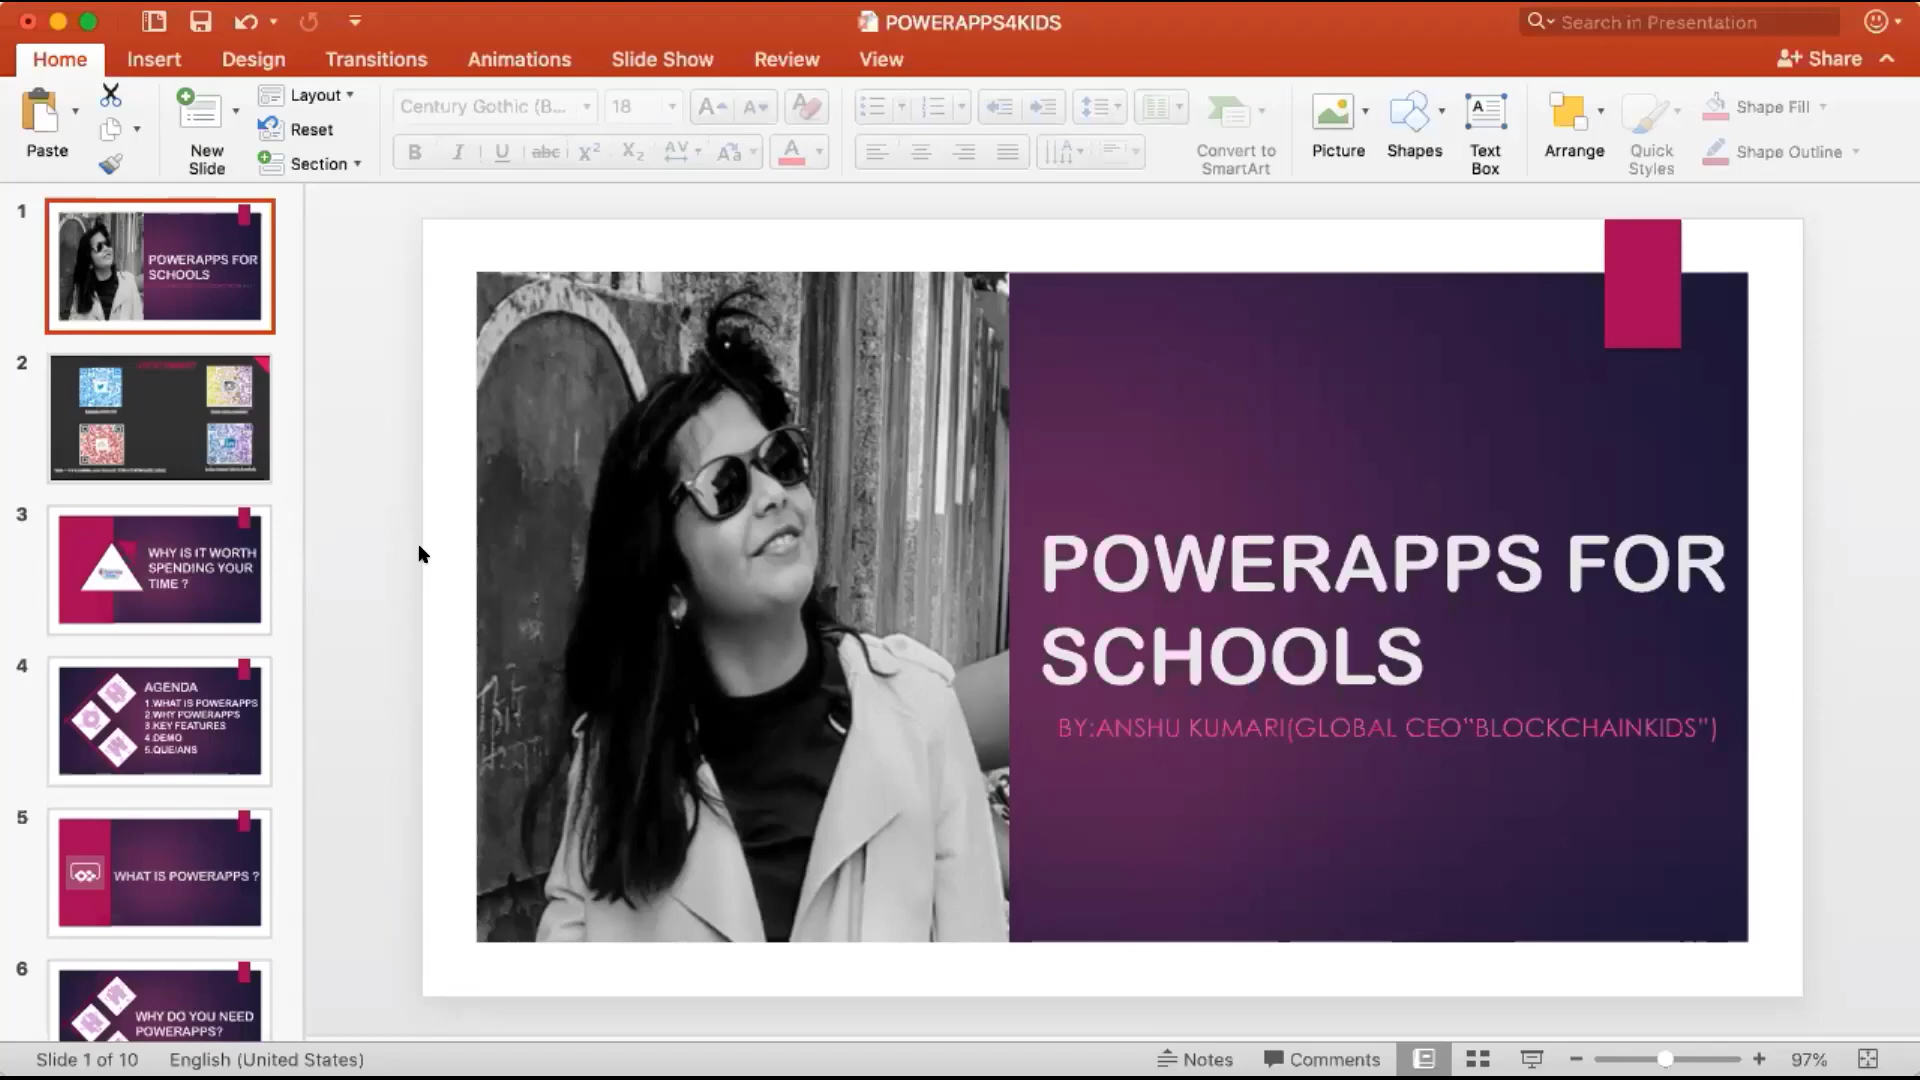 POWERAPPS4KIDS
Search in Presentation
Home
Insert
Design
Transitions
Animations
Slide Show
Review
View
Share
Paste
New
Slide
Layout
Reset
Section
Century Gothic (B...
18
Convert to
SmartArt
Picture
Shapes
Text
Box
Arrange
Quick
Styles
Shape Fill
Shape Outline
1
POWERAPPS FOR
SCHOOLS
2
3
WHY IS IT WORTH
SPENDING YOUR
TIME ?
4
AGENDA
1.WHAT IS POWERAPPS
2.WHY POWERAPPS
3.KEY FEATURES
4.DEMO
5.QUE/ANS
5
WHAT IS POWERAPPS ?
6
WHY DO YOU NEED
POWERAPPS?
POWERAPPS FOR
SCHOOLS
BY:ANSHU KUMARI(GLOBAL CEO"BLOCKCHAINKIDS")
Slide 1 of 10
English (United States)
Notes
Comments
97%